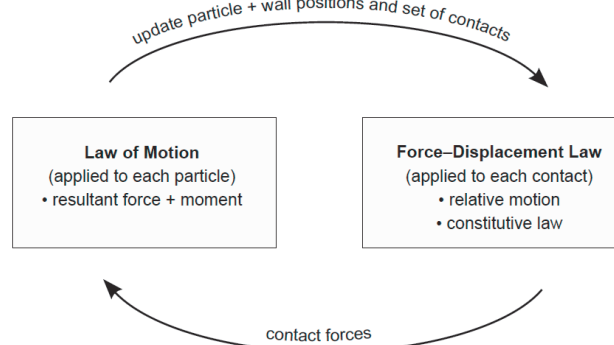 update particle + wall positions and set of contacts
Law of Motion
(applied to each particle)
• resultant force + moment
Force–Displacement Law
(applied to each contact)
• relative motion
• constitutive law
contact forces